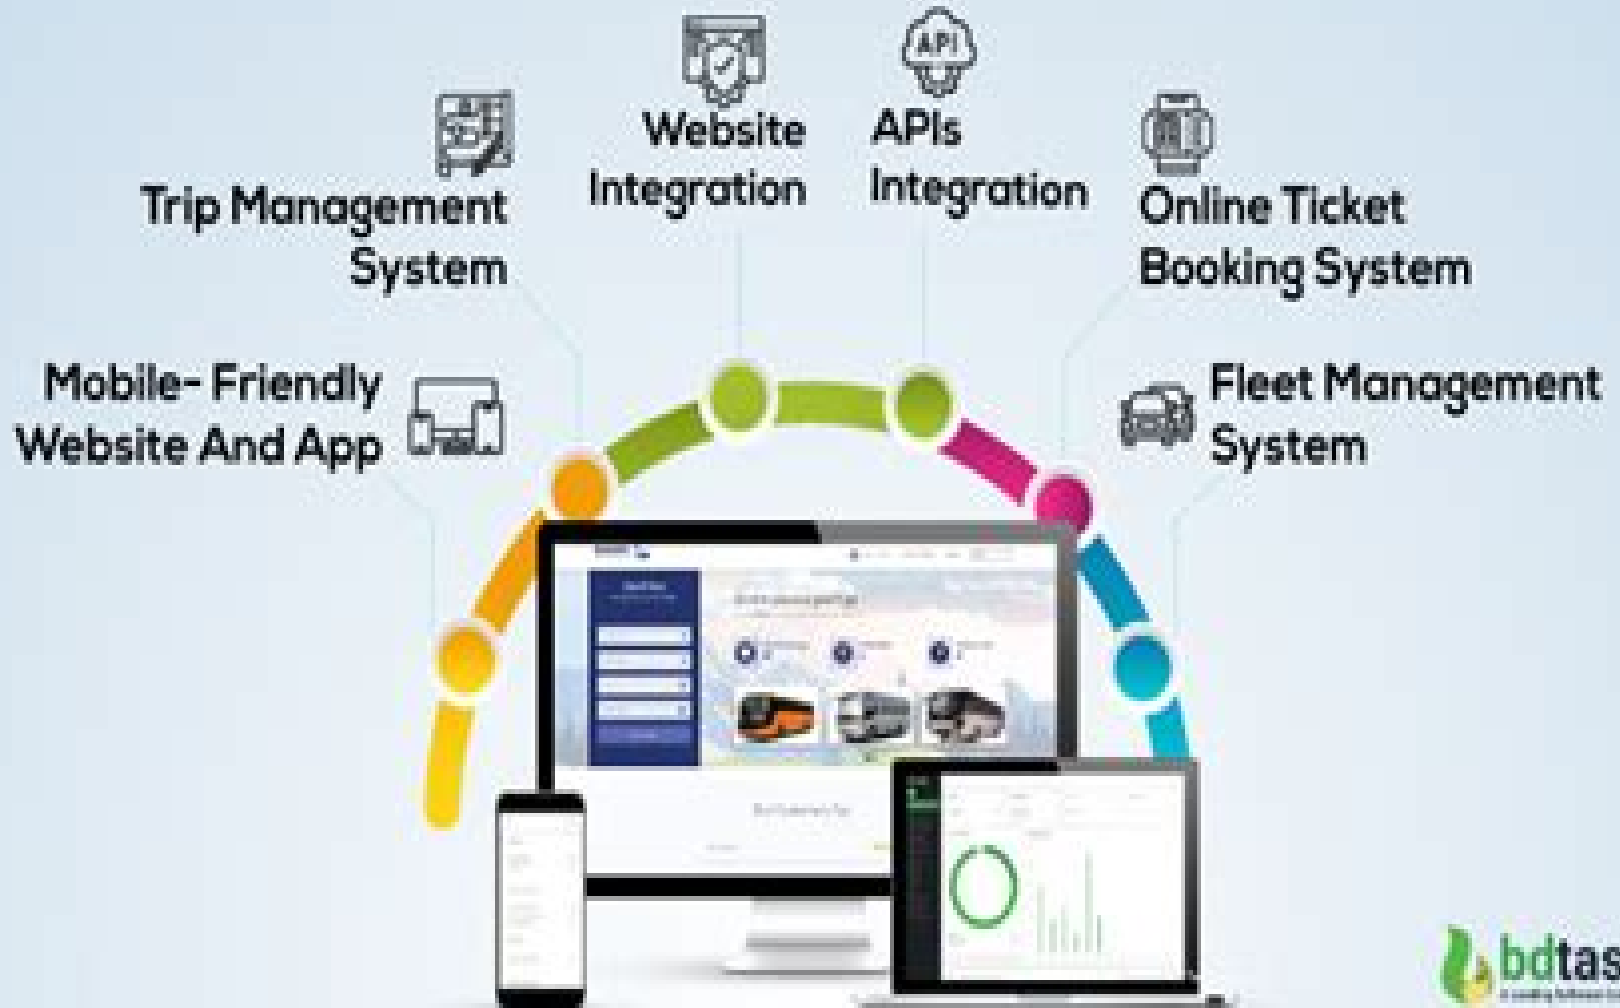 API
Website
Integration
APIs
Integration
Trip Management
System
Online Ticket
Booking System
Mobile- Friendly
Website And App
Fleet Management
System
bdtas